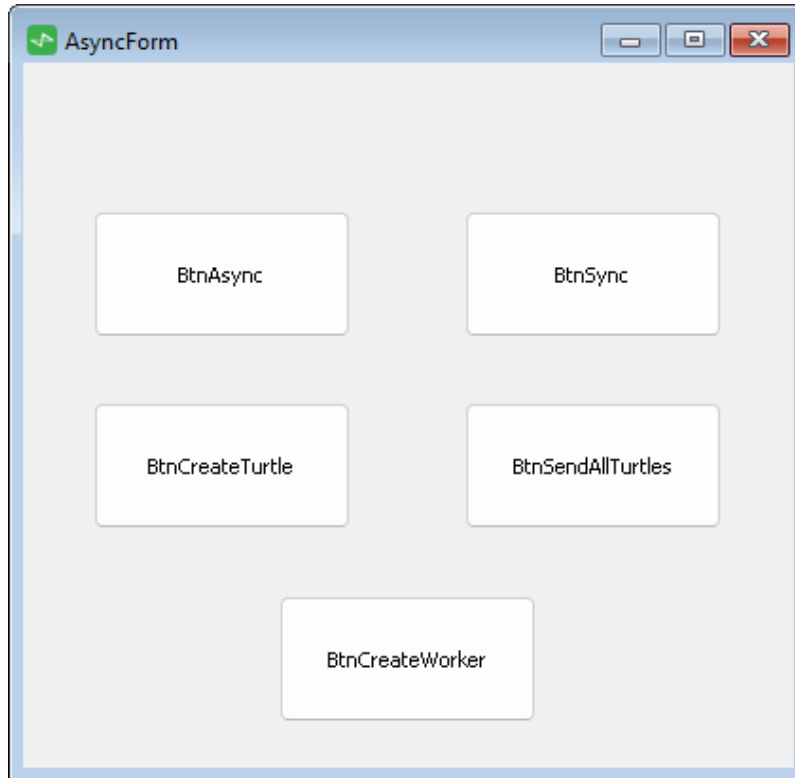 AsyncForm
BtnAsync
BtnSync
BtnCreateTurtle
BtnSendAllTurtles
BtnCreateWorker